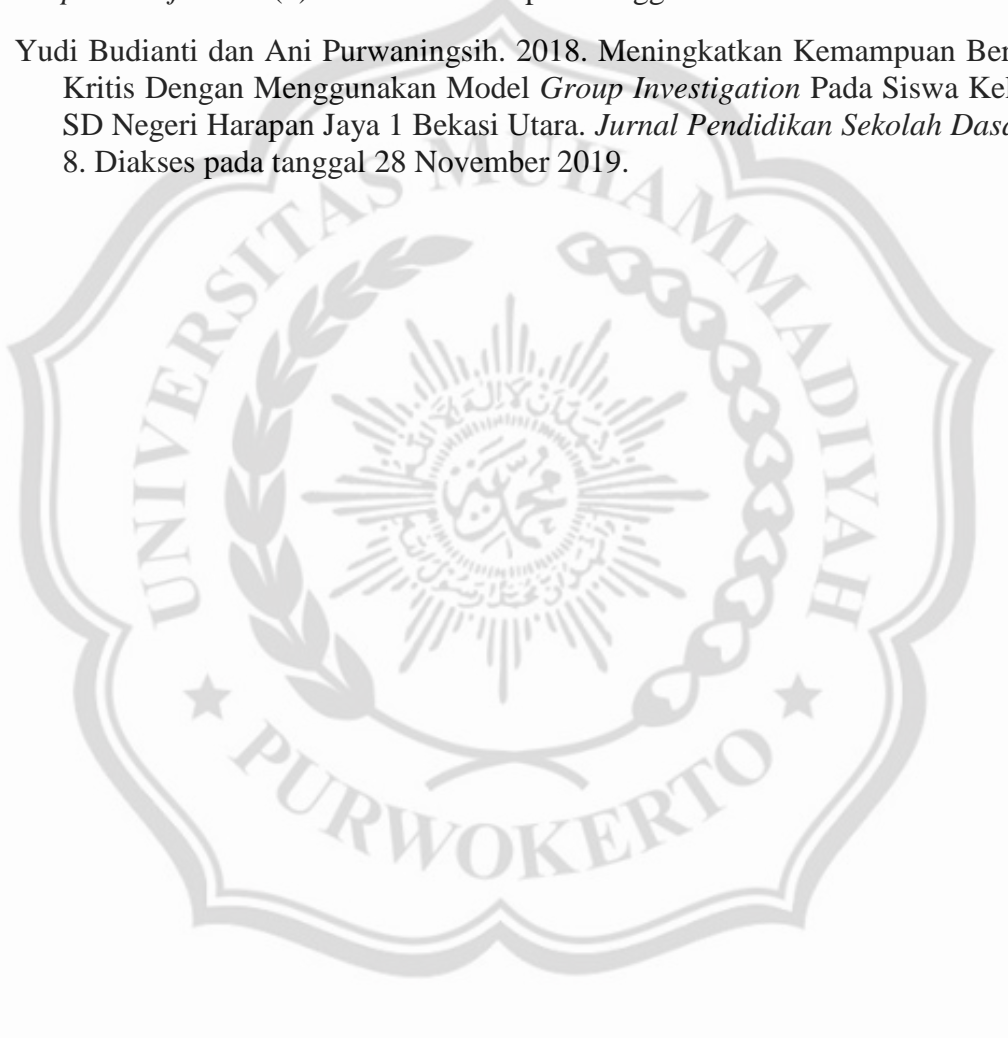 Yudi Budianti dan Ani Purwaningsih. 2018. Meningkatkan Kemampuan Ber
Kritis Dengan Menggunakan Model Group Investigation Pada Siswa Kel
SD Negeri Harapan Jaya 1 Bekasi Utara. Jurnal Pendidikan Sekolah Dasa
8. Diakses pada tanggal 28 November 2019.
UNIVERSITAS MUHAMMADIYAH
PURWOKERTO
محمد